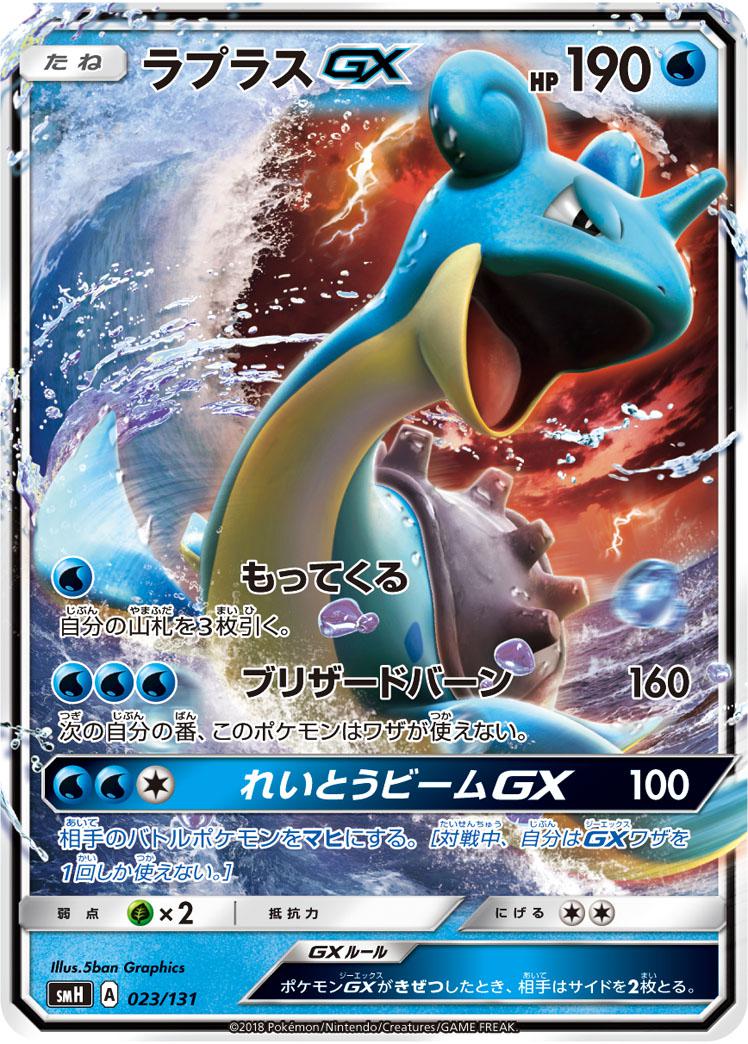 たね ラプラスGX HP 190
もってくる
自分の山札を3枚引く。
ブリザードバーン 160
次の自分の番、このポケモンはワザが使えない。
れいとうビームGX 100
相手のバトルポケモンをマヒにする。[対戦中、自分はGXワザを
1回しか使えない。]
弱点 ×2 抵抗力 にげる
GXルール
ポケモンGXがきぜつしたとき、相手はサイドを2枚とる。
Illus.5ban Graphics
SMH A 023/131
©2018 Pokémon/Nintendo/Creatures/GAME FREAK.